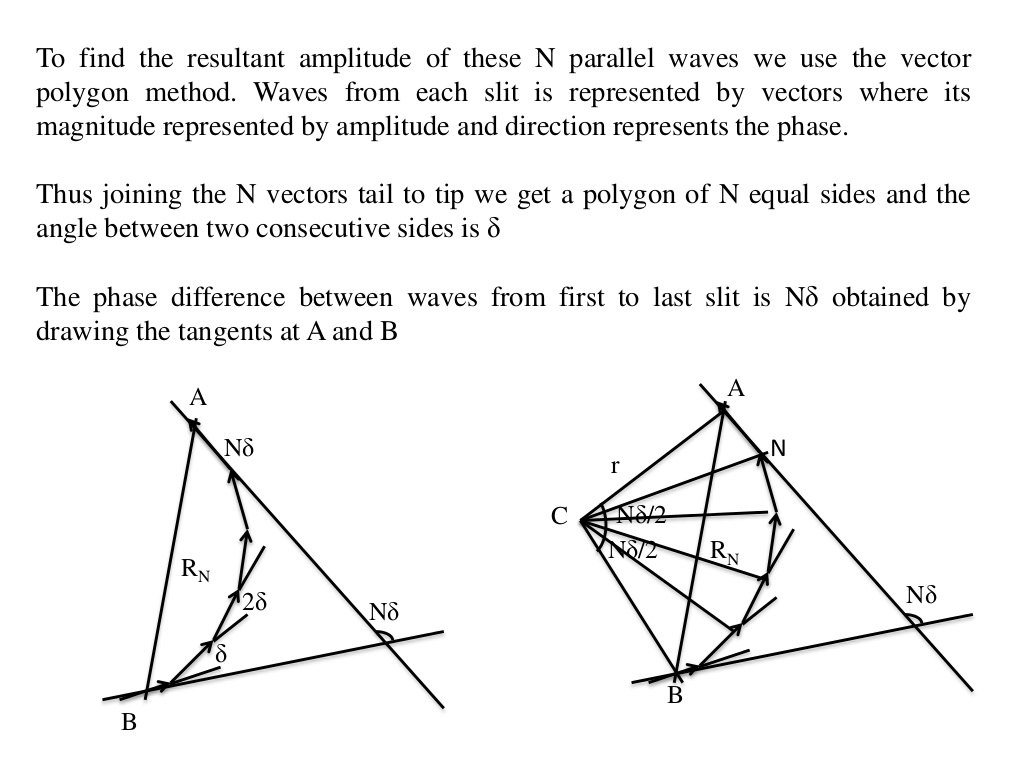 To find the resultant amplitude of these N parallel waves we use the vector
polygon method. Waves from each slit is represented by vectors where its
magnitude represented by amplitude and direction represents the phase.
Thus joining the N vectors tail to tip we get a polygon of N equal sides and the
angle between two consecutive sides is δ
The phase difference between waves from first to last slit is Nδ obtained by
drawing the tangents at A and B
A
Nδ
R_N
2δ
Nδ
δ
B
A
N
r
C
Nδ/2
Nδ/2
R_N
Nδ
B